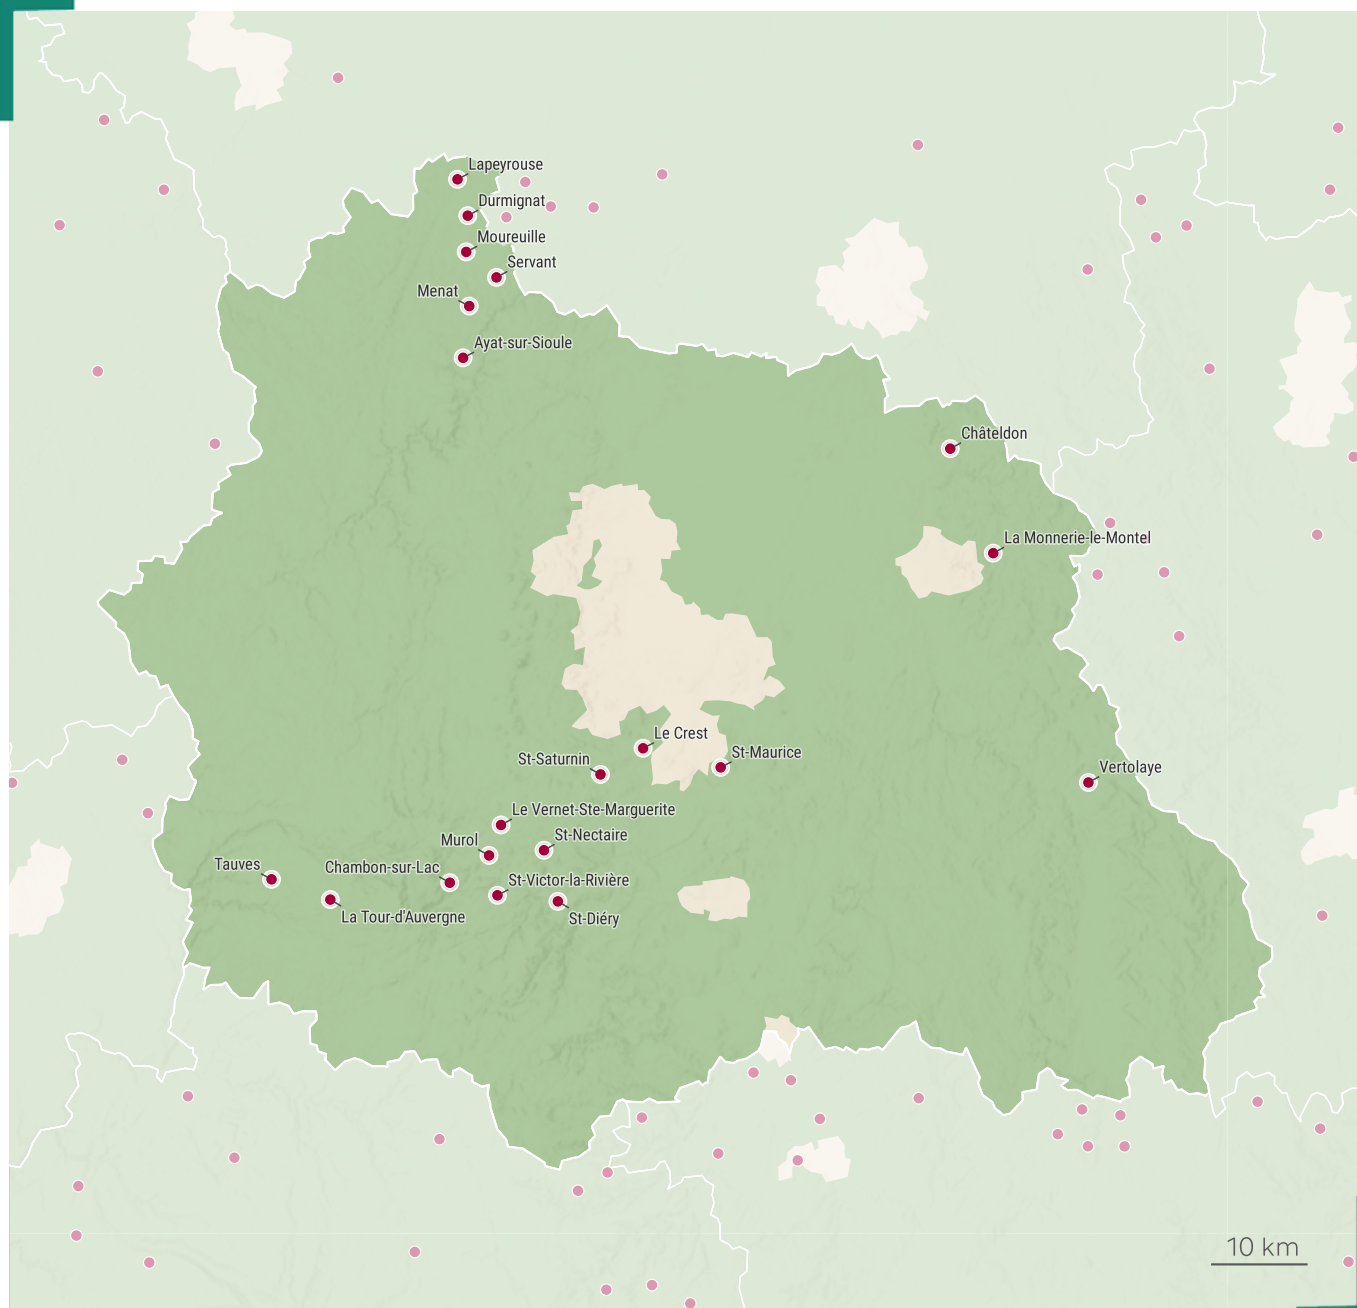 Lapeyrouse
Durmignat
Moureuille
Servant
Menat
Ayat-sur-Sioule
Châteldon
La Monnerie-le-Montel
Le Crest
St-Maurice
St-Saturnin
Vertolaye
Le Vernet-Ste-Marguerite
St-Nectaire
Murol
Tauves
Chambon-sur-Lac
St-Victor-la-Rivière
La Tour-d'Auvergne
St-Diéry
10 km